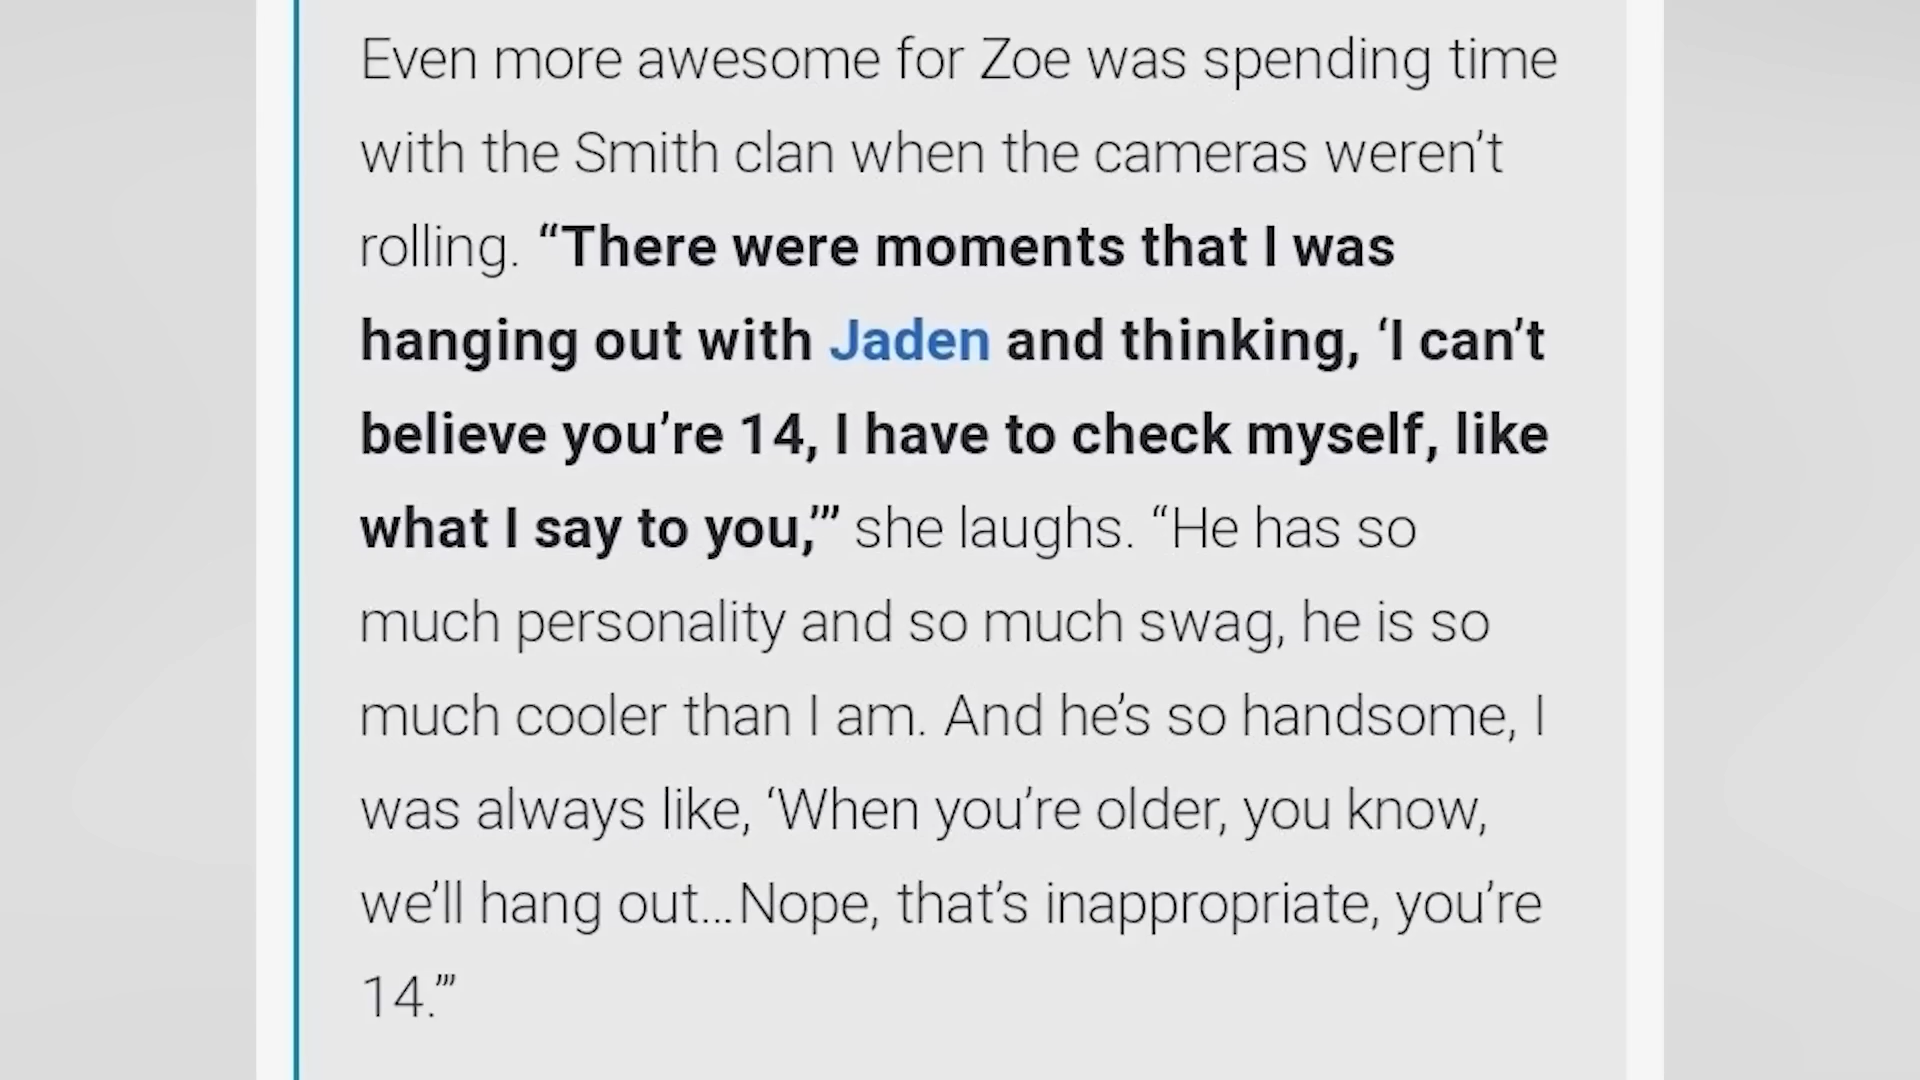 Even more awesome for Zoe was spending time
with the Smith clan when the cameras weren’t
rolling. “There were moments that I was
hanging out with Jaden and thinking, ‘I can’t
believe you’re 14, I have to check myself, like
what I say to you,’” she laughs. “He has so
much personality and so much swag, he is so
much cooler than I am. And he’s so handsome, I
was always like, ‘When you’re older, you know,
we’ll hang out...Nope, that’s inappropriate, you’re
14.’”